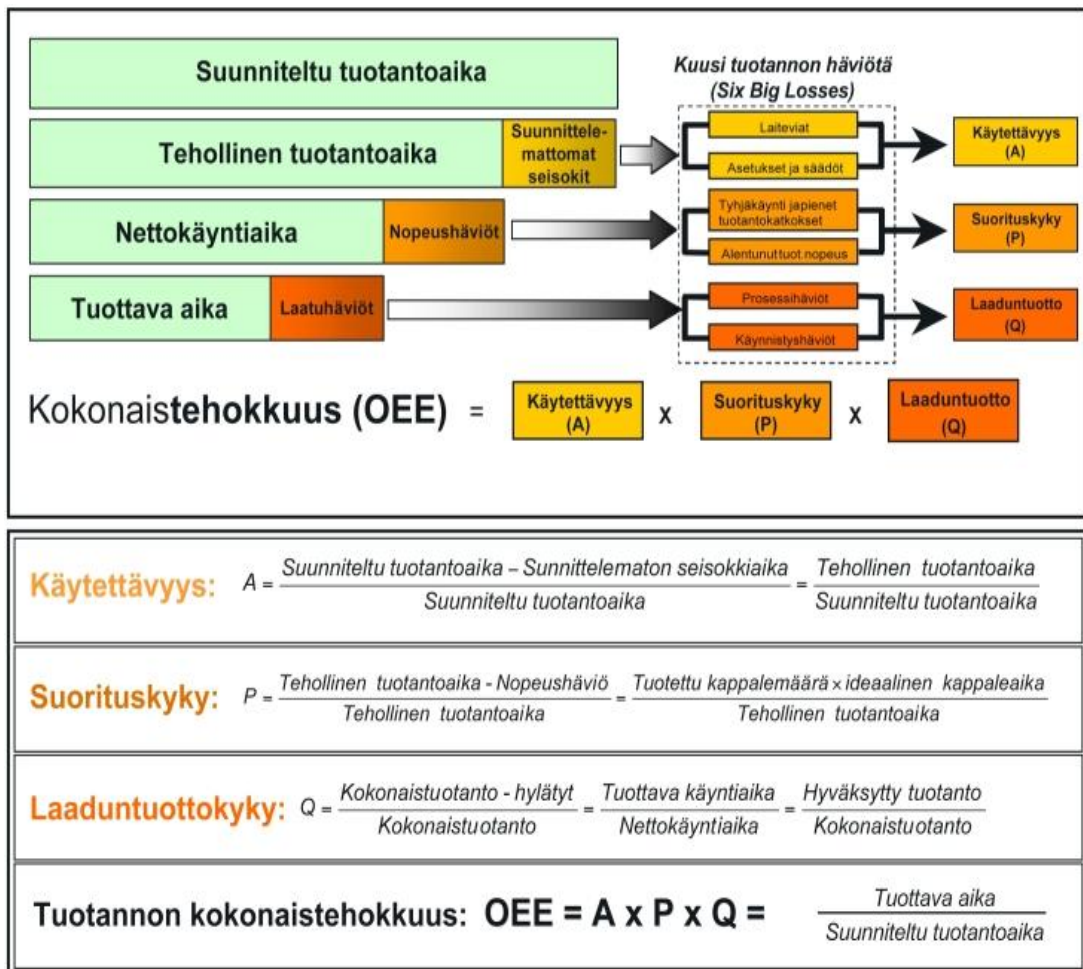 Suunniteltu tuotantoaika
Kuusi tuotannon häviötä
(Six Big Losses)
Tehollinen tuotantoaika
Suunnittele-
mattomat
seisokit
Laiteviat
Asetukset ja säädöt
Käytettävyys
(A)
Nettokäyntiaika
Nopeushäviöt
Tyhjäkäynti japienet
tuotantokatkokset
Alentunuttuot.nopeus
Suorituskyky
(P)
Tuottava aika
Laatuhäviöt
Prosessihäviöt
Käynnistyshäviöt
Laaduntuotto
(Q)
Kokonaistehokkuus (OEE) = Käytettävyys (A) x Suorituskyky (P) x Laaduntuotto (Q)
Käytettävyys: A = Suunniteltu tuotantoaika – Sunnittelematon seisokkiaika / Suunniteltu tuotantoaika = Tehollinen tuotantoaika / Suunniteltu tuotantoaika
Suorituskyky: P = Tehollinen tuotantoaika - Nopeushäviö / Tehollinen tuotantoaika = Tuotettu kappalemäärä × ideaalinen kappaleaika / Tehollinen tuotantoaika
Laaduntuottokyky: Q = Kokonaistuotanto - hylätyt / Kokonaistuotanto = Tuottava käyntiaika / Nettokäyntiaika = Hyväksytty tuotanto / Kokonaistuotanto
Tuotannon kokonaistehokkuus: OEE = A x P x Q = Tuottava aika / Suunniteltu tuotantoaika